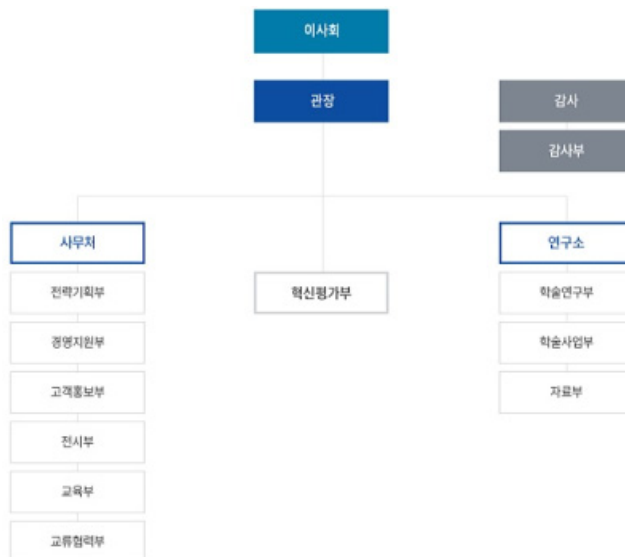 이사회
관장
감사
감사부
사무처
연구소
전략기획부
혁신평가부
학술연구부
경영지원부
학술사업부
고객홍보부
자료부
전시부
교육부
교류협력부